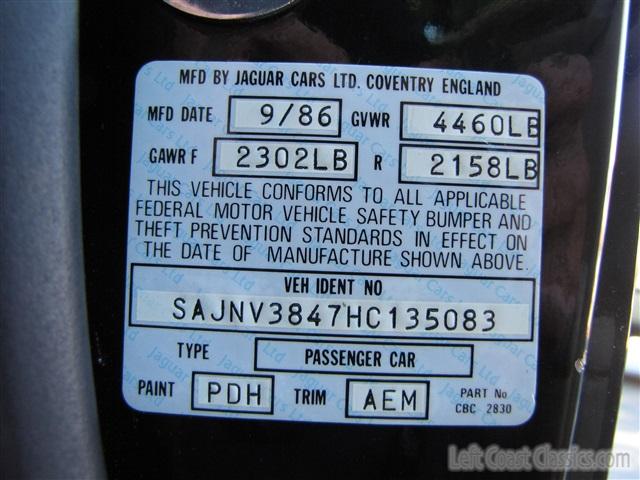 MFD BY JAGUAR CARS LTD. COVENTRY ENGLAND
MFD DATE 9/86 GVWR 4460LB
GAWR F 2302LB R 2158LB
THIS VEHICLE CONFORMS TO ALL APPLICABLE
FEDERAL MOTOR VEHICLE SAFETY BUMPER AND
THEFT PREVENTION STANDARDS IN EFFECT ON
THE DATE OF MANUFACTURE SHOWN ABOVE.
VEH IDENT NO
SAJNV3847HC135083
TYPE PASSENGER CAR
PAINT PDH TRIM AEM PART No
CBC 2830
Left Coast Classics.com